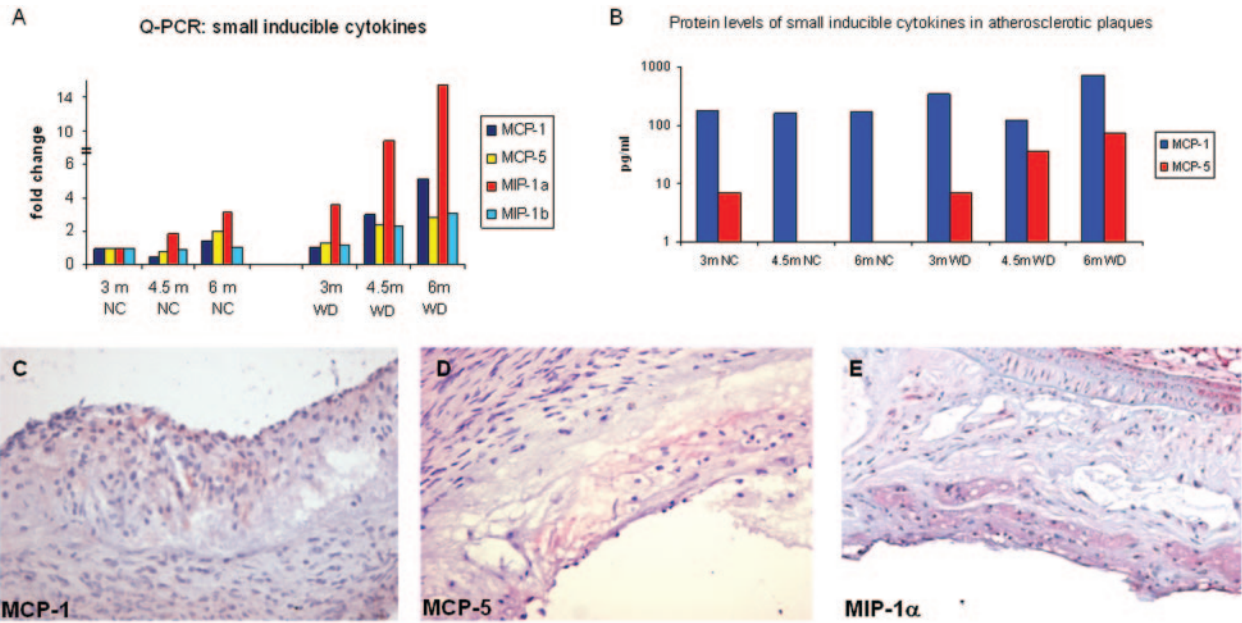 A
Q-PCR: small inducible cytokines
fold change
14
10
6
4
2
0
3 m
NC
4.5 m
NC
6 m
NC
3m
WD
4.5m
WD
6m
WD
MCP-1
MCP-5
MIP-1a
MIP-1b
B
Protein levels of small inducible cytokines in atherosclerotic plaques
pg/ml
1000
100
10
1
3m NC
4.5m NC
6m NC
3m WD
4.5m WD
6m WD
MCP-1
MCP-5
C
MCP-1
D
MCP-5
E
MIP-1α